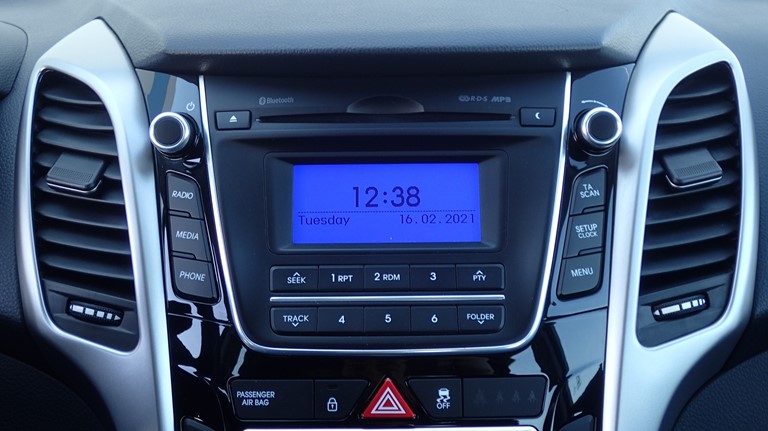 Bluetooth
RDS MP3
12:38
Tuesday 16.02.2021
RADIO
MEDIA
PHONE
TA
SCAN
SETUP
CLOCK
MENU
SEEK
1 RPT
2 RDM
3
PTY
TRACK
4
5
6
FOLDER
PASSENGER
AIR BAG
OFF